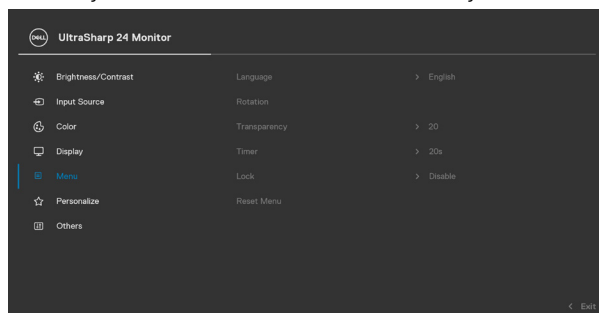 DELL UltraSharp 24 Monitor
Brightness/Contrast Language > English
Input Source Rotation
Color Transparency > 20
Display Timer > 20s
Menu Lock > Disable
Personalize Reset Menu
Others
< Exit